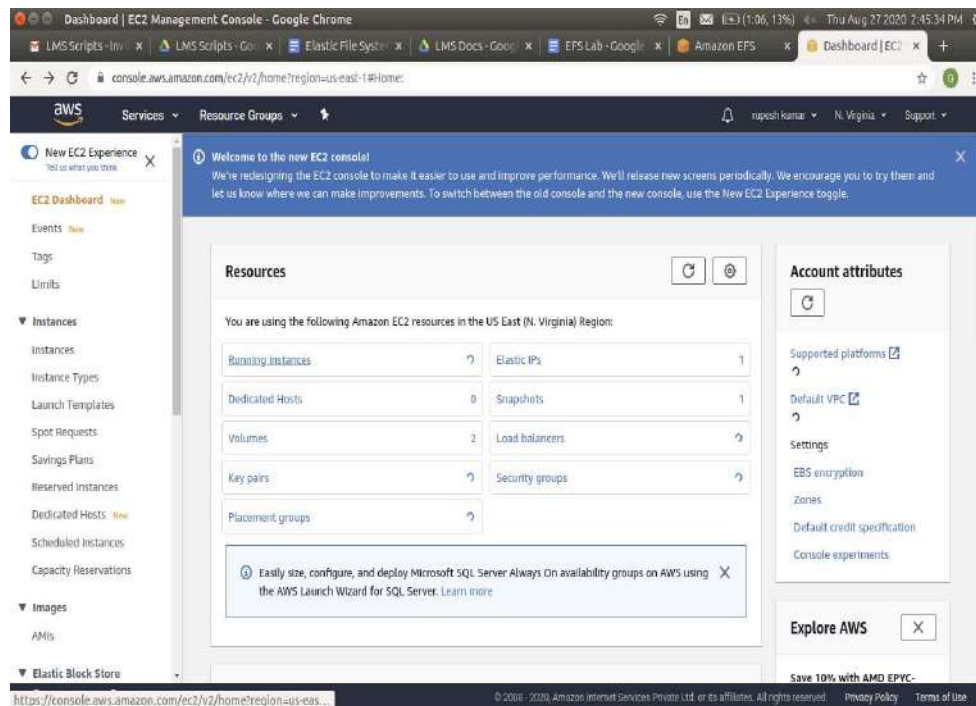 Dashboard | EC2 Management Console - Google Chrome
En
(1:06, 13%)
Thu Aug 27 2020 2:45:34 PM
LMS Scripts - Inv
LMS Scripts - Go
Elastic File Syste
LMS Docs - Goog
EFS Lab - Google
Amazon EFS
Dashboard | EC2
console.aws.amazon.com/ec2/v2/home?region=us-east-1#Home:
aws
Services
Resource Groups
rupesh kumar
N. Virginia
Support
New EC2 Experience
Tell us what you think
EC2 Dashboard New
Events New
Tags
Limits
Instances
Instances
Instance Types
Launch Templates
Spot Requests
Savings Plans
Reserved Instances
Dedicated Hosts New
Scheduled Instances
Capacity Reservations
Images
AMIs
Elastic Block Store
Welcome to the new EC2 console!
We're redesigning the EC2 console to make it easier to use and improve performance. We'll release new screens periodically. We encourage you to try them and
let us know where we can make improvements. To switch between the old console and the new console, use the New EC2 Experience toggle.
Resources
You are using the following Amazon EC2 resources in the US East (N. Virginia) Region:
Running instances
Elastic IPs 1
Dedicated Hosts 0
Snapshots 1
Volumes 2
Load balancers
Key pairs
Security groups
Placement groups
Easily size, configure, and deploy Microsoft SQL Server Always On availability groups on AWS using
the AWS Launch Wizard for SQL Server. Learn more
Account attributes
Supported platforms
Default VPC
Settings
EBS encryption
Zones
Default credit specification
Console experiments
Explore AWS
Save 10% with AMD EPYC-
https://console.aws.amazon.com/ec2/v2/home?region=us-eas...
© 2008 - 2020, Amazon Internet Services Private Ltd. or its affiliates. All rights reserved.
Privacy Policy
Terms of Use